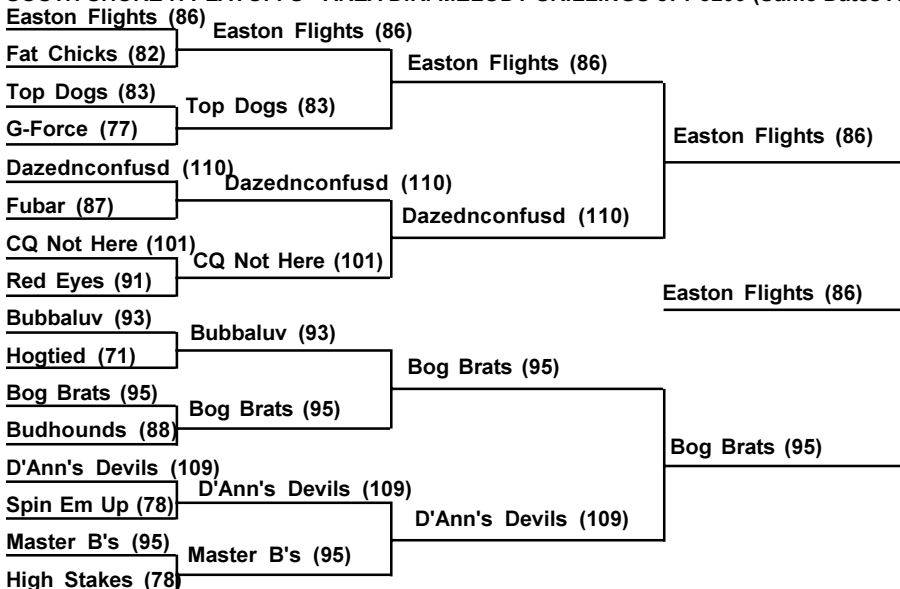 Easton Flights (86)
Fat Chicks (82)
Top Dogs (83)
G-Force (77)
Dazednconfusd (110)
Fubar (87)
CQ Not Here (101)
Red Eyes (91)
Bubbaluv (93)
Hogtied (71)
Bog Brats (95)
Budhounds (88)
D'Ann's Devils (109)
Spin Em Up (78)
Master B's (95)
High Stakes (78)
Easton Flights (86)
Top Dogs (83)
Dazednconfusd (110)
CQ Not Here (101)
Bubbaluv (93)
Bog Brats (95)
D'Ann's Devils (109)
Master B's (95)
Easton Flights (86)
Dazednconfusd (110)
Bog Brats (95)
D'Ann's Devils (109)
Easton Flights (86)
Bog Brats (95)
Easton Flights (86)